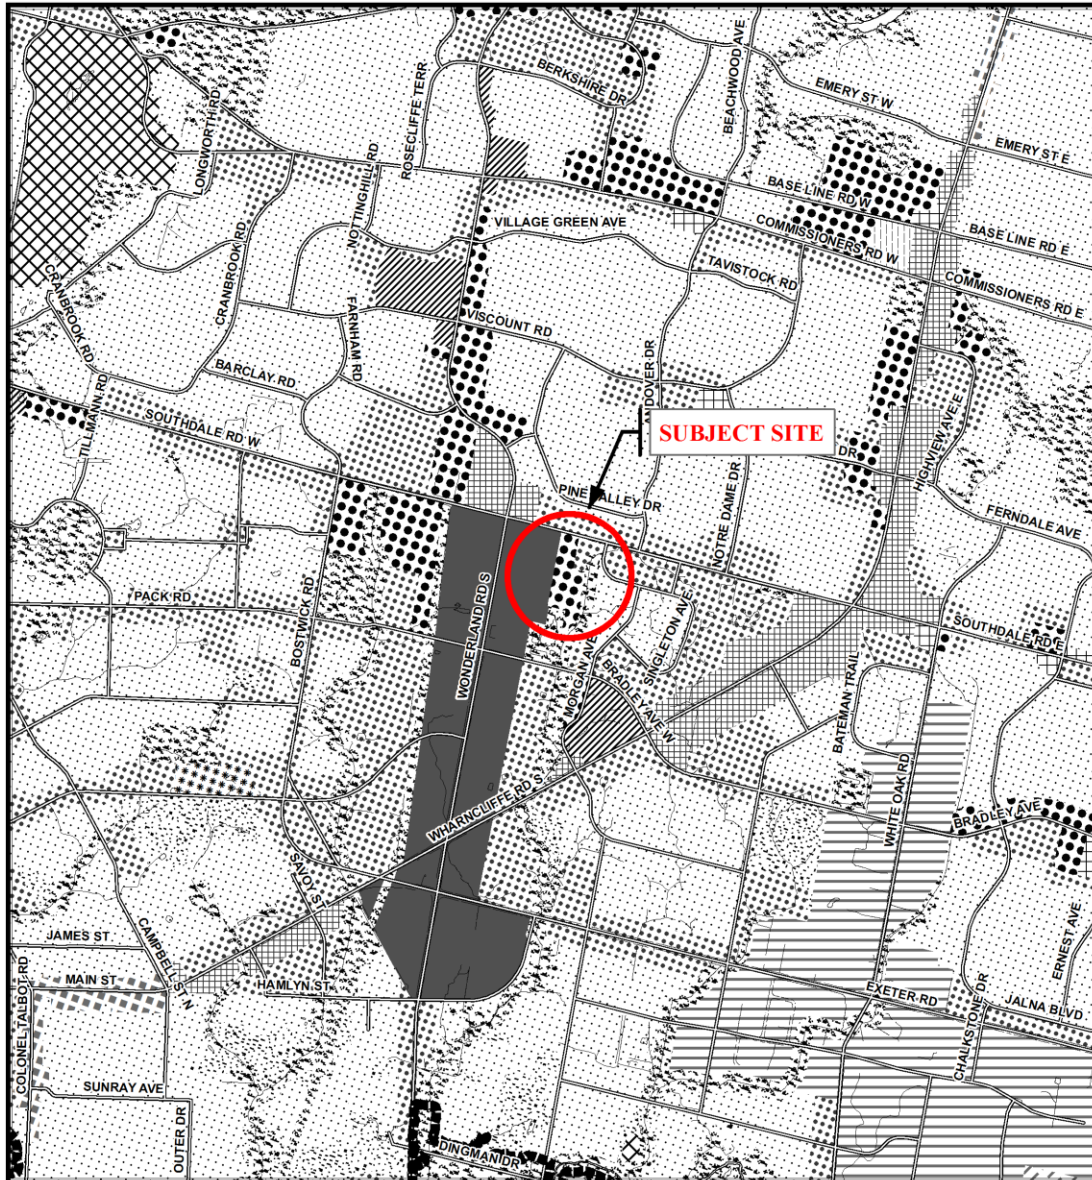 BERKSHIRE DR
BEACHWOOD AVE
EMERY ST W
EMERY ST E
ROSECLIFFE TERR
LONGWORTH RD
NOTTINGHILL RD
BASE LINE RD W
BASE LINE RD E
VILLAGE GREEN AVE
COMMISSIONERS RD W
COMMISSIONERS RD E
CRANBROOK RD
CRANBROOK RD
TAVISTOCK RD
FARNHAM RD
VISCOUNT RD
BARCLAY RD
TILLMANN RD
SOUTHDALE RD W
SUBJECT SITE
DR
HIGHVIEW AVE E
NOTRE DAME DR
FERNDALE AVE
PACK RD
BOSTWICK RD
WONDERLAND RD S
MORGAN AVE
SINGLETON AVE
BRADLEY AVE W
SOUTHDALE RD E
BATEMAN TRAIL
WHITE OAK RD
WHARNCLIFFE RD S
BRADLEY AVE
SAVOY ST
CAMPBELL ST N
JAMES ST
MAIN ST
HAMLYN ST
COLONEL TALBOT RD
ERNEST AVE
EXETER RD
JALNA BLVD
CHALKSTONE DR
SUNRAY AVE
OUTER DR
DINGMAN DR